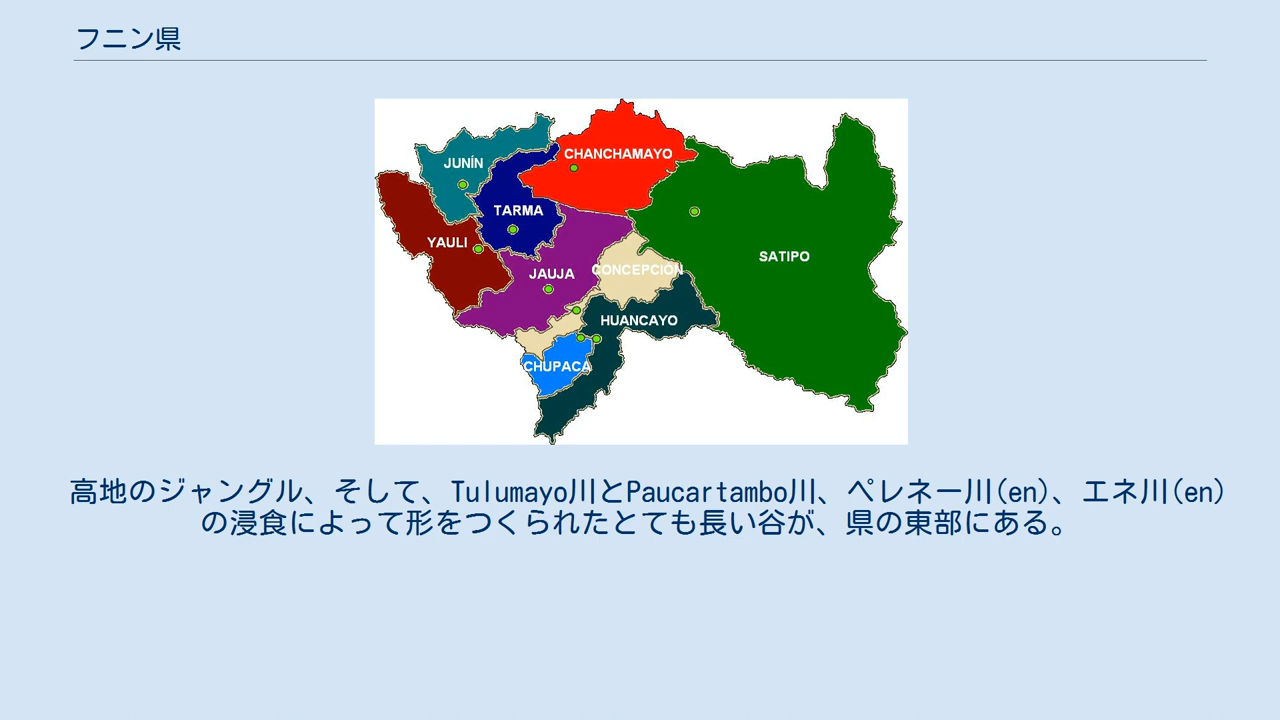 フニン県
CHANCHAMAYO
JUNÍN
TARMA
YAULI
SATIPO
JAUJA
CONCEPCIÓN
HUANCAYO
CHUPACA
高地のジャングル、そして、Tulumayo川とPaucartambo川、ペレネー川(en)、エネ川(en)
の浸食によって形をつくられたとても長い谷が、県の東部にある。